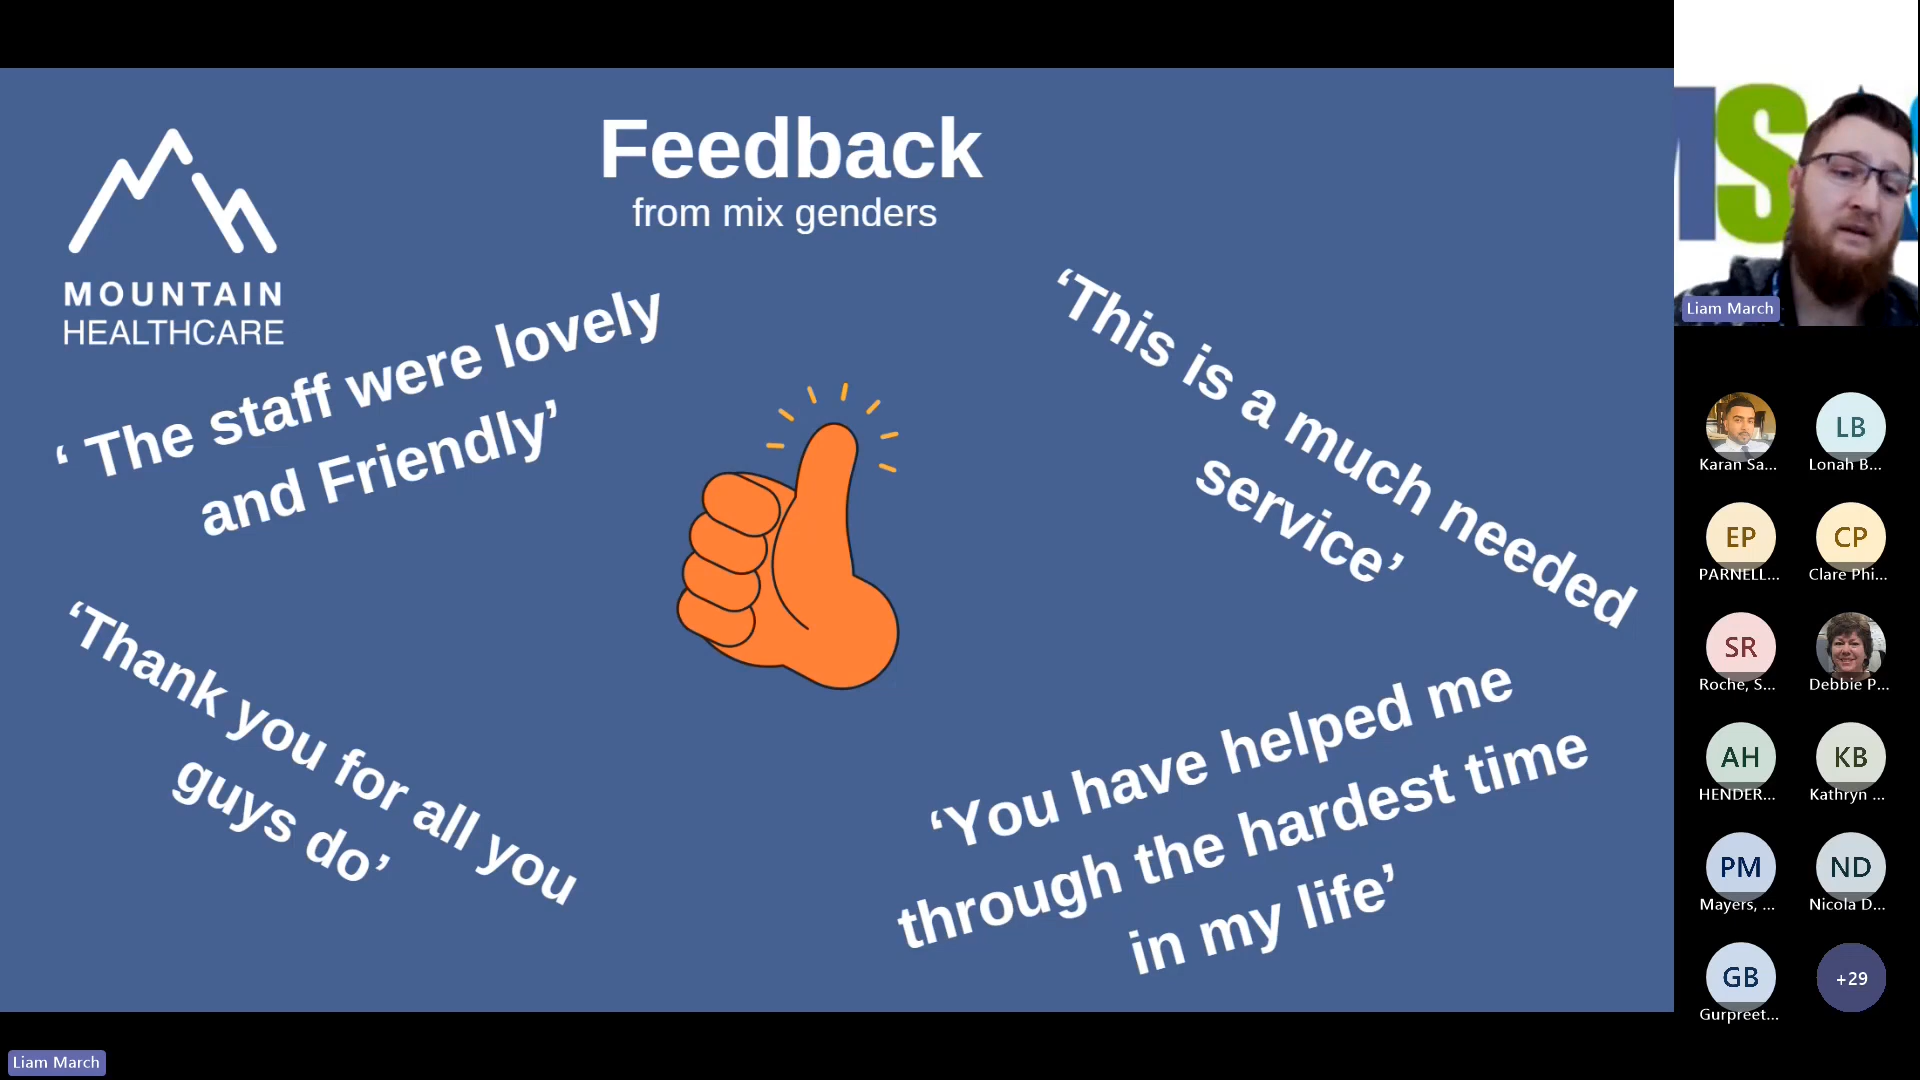 Feedback
from mix genders
MOUNTAIN
HEALTHCARE
‘ The staff were lovely
and Friendly’
‘This is a much needed
service’
‘Thank you for all you
guys do’
‘You have helped me
through the hardest time
in my life’
MS
Liam March
Karan Sa...
LB
Lonah B...
EP
PARNELL...
CP
Clare Phi...
SR
Roche, S...
Debbie P...
AH
HENDER...
KB
Kathryn ...
PM
Mayers, ...
ND
Nicola D...
GB
Gurpreet...
+29
Liam March